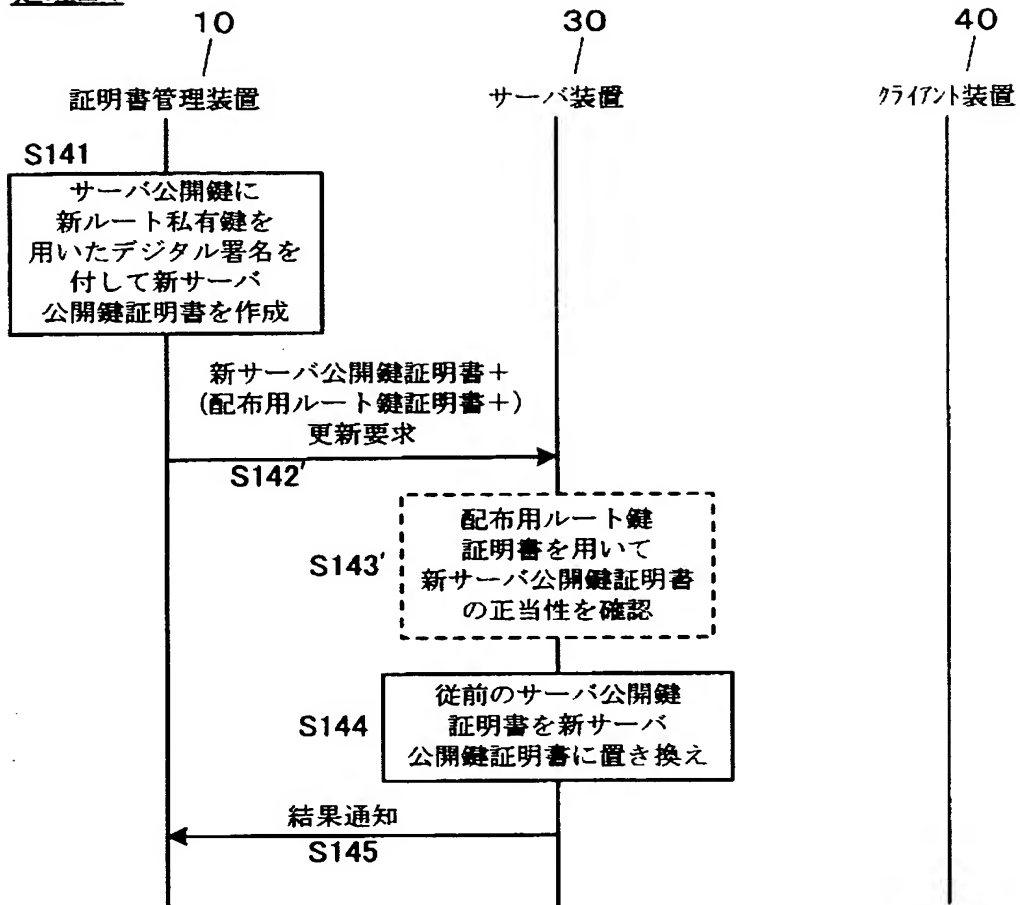 10
30
40
証明書管理装置
サーバ装置
クライアント装置
S141
サーバ公開鍵に
新ルート私有鍵を
用いたデジタル署名を
付して新サーバ
公開鍵証明書を作成
新サーバ公開鍵証明書+
(配布用ルート鍵証明書+)
更新要求
S142'
配布用ルート鍵
証明書を用いて
新サーバ公開鍵証明書
の正当性を確認
S143'
従前のサーバ公開鍵
証明書を新サーバ
公開鍵証明書に置き換え
S144
結果通知
S145